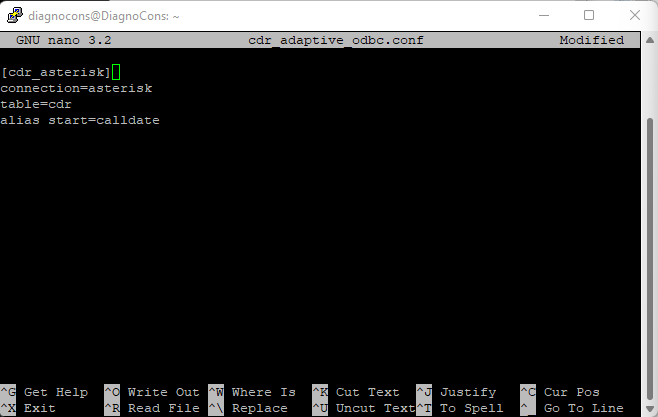 diagnocons@DiagnoCons: ~
GNU nano 3.2 cdr_adaptive_odbc.conf Modified
[cdr_asterisk]
connection=asterisk
table=cdr
alias start=calldate
^G Get Help ^O Write Out ^W Where Is ^K Cut Text ^J Justify ^C Cur Pos
^X Exit ^R Read File ^\ Replace ^U Uncut Text ^T To Spell ^_ Go To Line